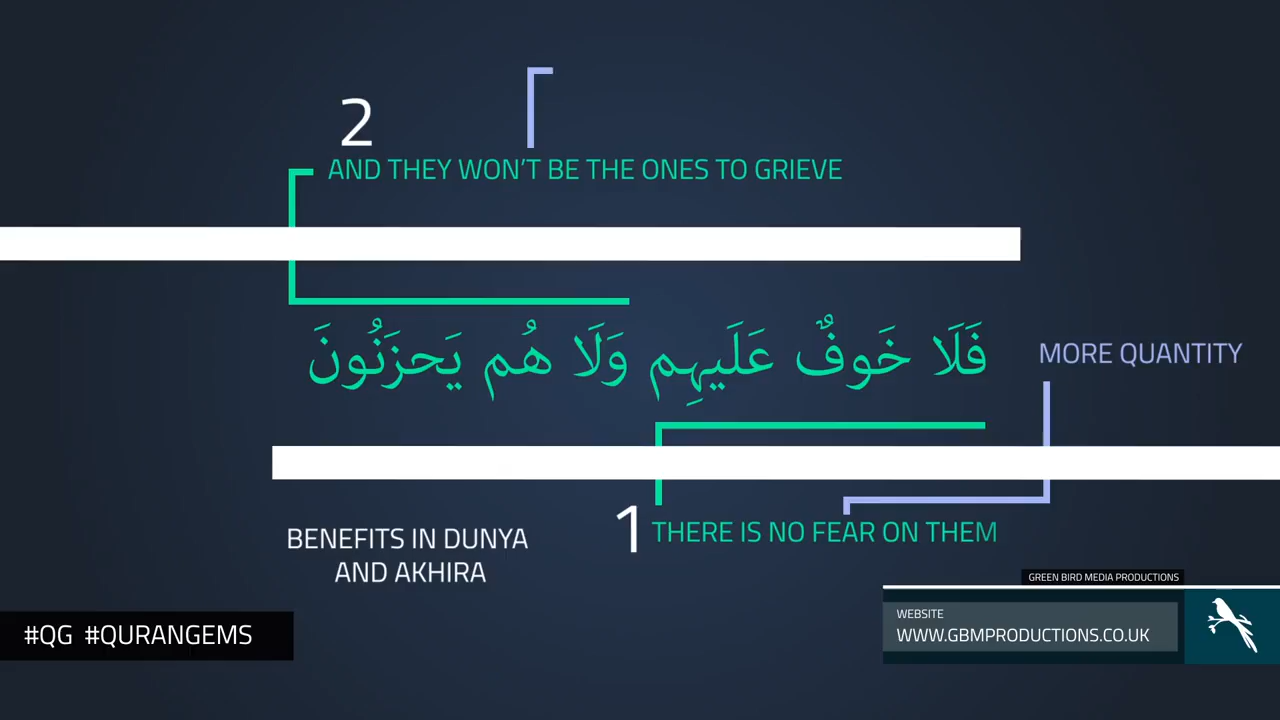 2
AND THEY WON'T BE THE ONES TO GRIEVE
فَلَا خَوفٌ عَلَيهِم وَلَا هُم يَحزَنُونَ
MORE QUANTITY
1 THERE IS NO FEAR ON THEM
BENEFITS IN DUNYA
AND AKHIRA
GREEN BIRD MEDIA PRODUCTIONS
WEBSITE
WWW.GBMPRODUCTIONS.CO.UK
#QG #QURANGEMS